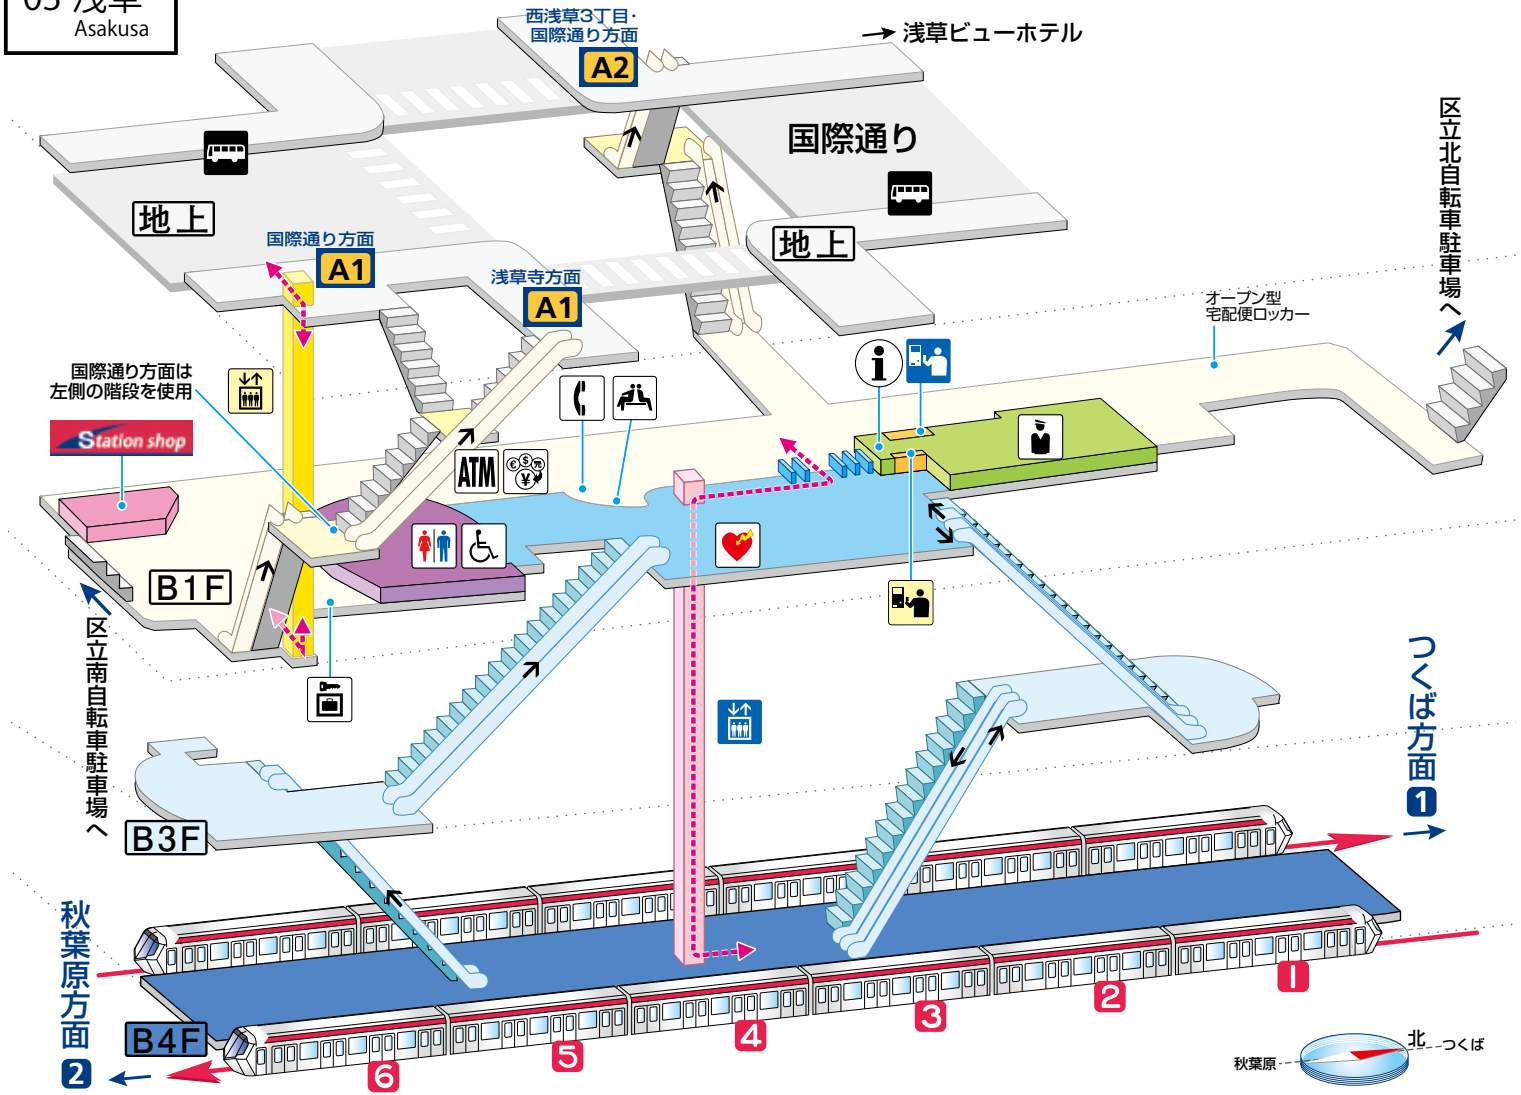 05 浅草
Asakusa
西浅草3丁目・
国際通り方面
A2
→ 浅草ビューホテル
国際通り
地上
地上
国際通り方面
A1
浅草寺方面
A1
区立北自転車駐車場へ
オープン型
宅配便ロッカー
国際通り方面は
左側の階段を使用
Station shop
ATM
B1F
区立南自転車駐車場へ
B3F
つくば方面
1
秋葉原方面
2
B4F
1
2
3
4
5
6
北
つくば
秋葉原